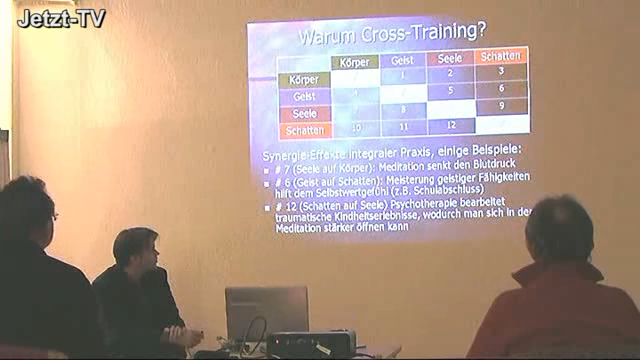 Jetzt-TV
Warum Cross-Training?
Körper Geist Seele Schatten
Körper 1 2 3
Geist 4 5 6
Seele 7 8 9
Schatten 10 11 12
Synergie-Effekte integraler Praxis, einige Beispiele:
# 7 (Seele auf Körper): Meditation senkt den Blutdruck
# 6 (Geist auf Schatten): Meisterung geistiger Fähigkeiten
hilft dem Selbstwertgefühl (z.B. Schulabschluss)
# 12 (Schatten auf Seele) Psychotherapie bearbeitet
traumatische Kindheitserlebnisse, wodurch man sich in der
Meditation stärker öffnen kann